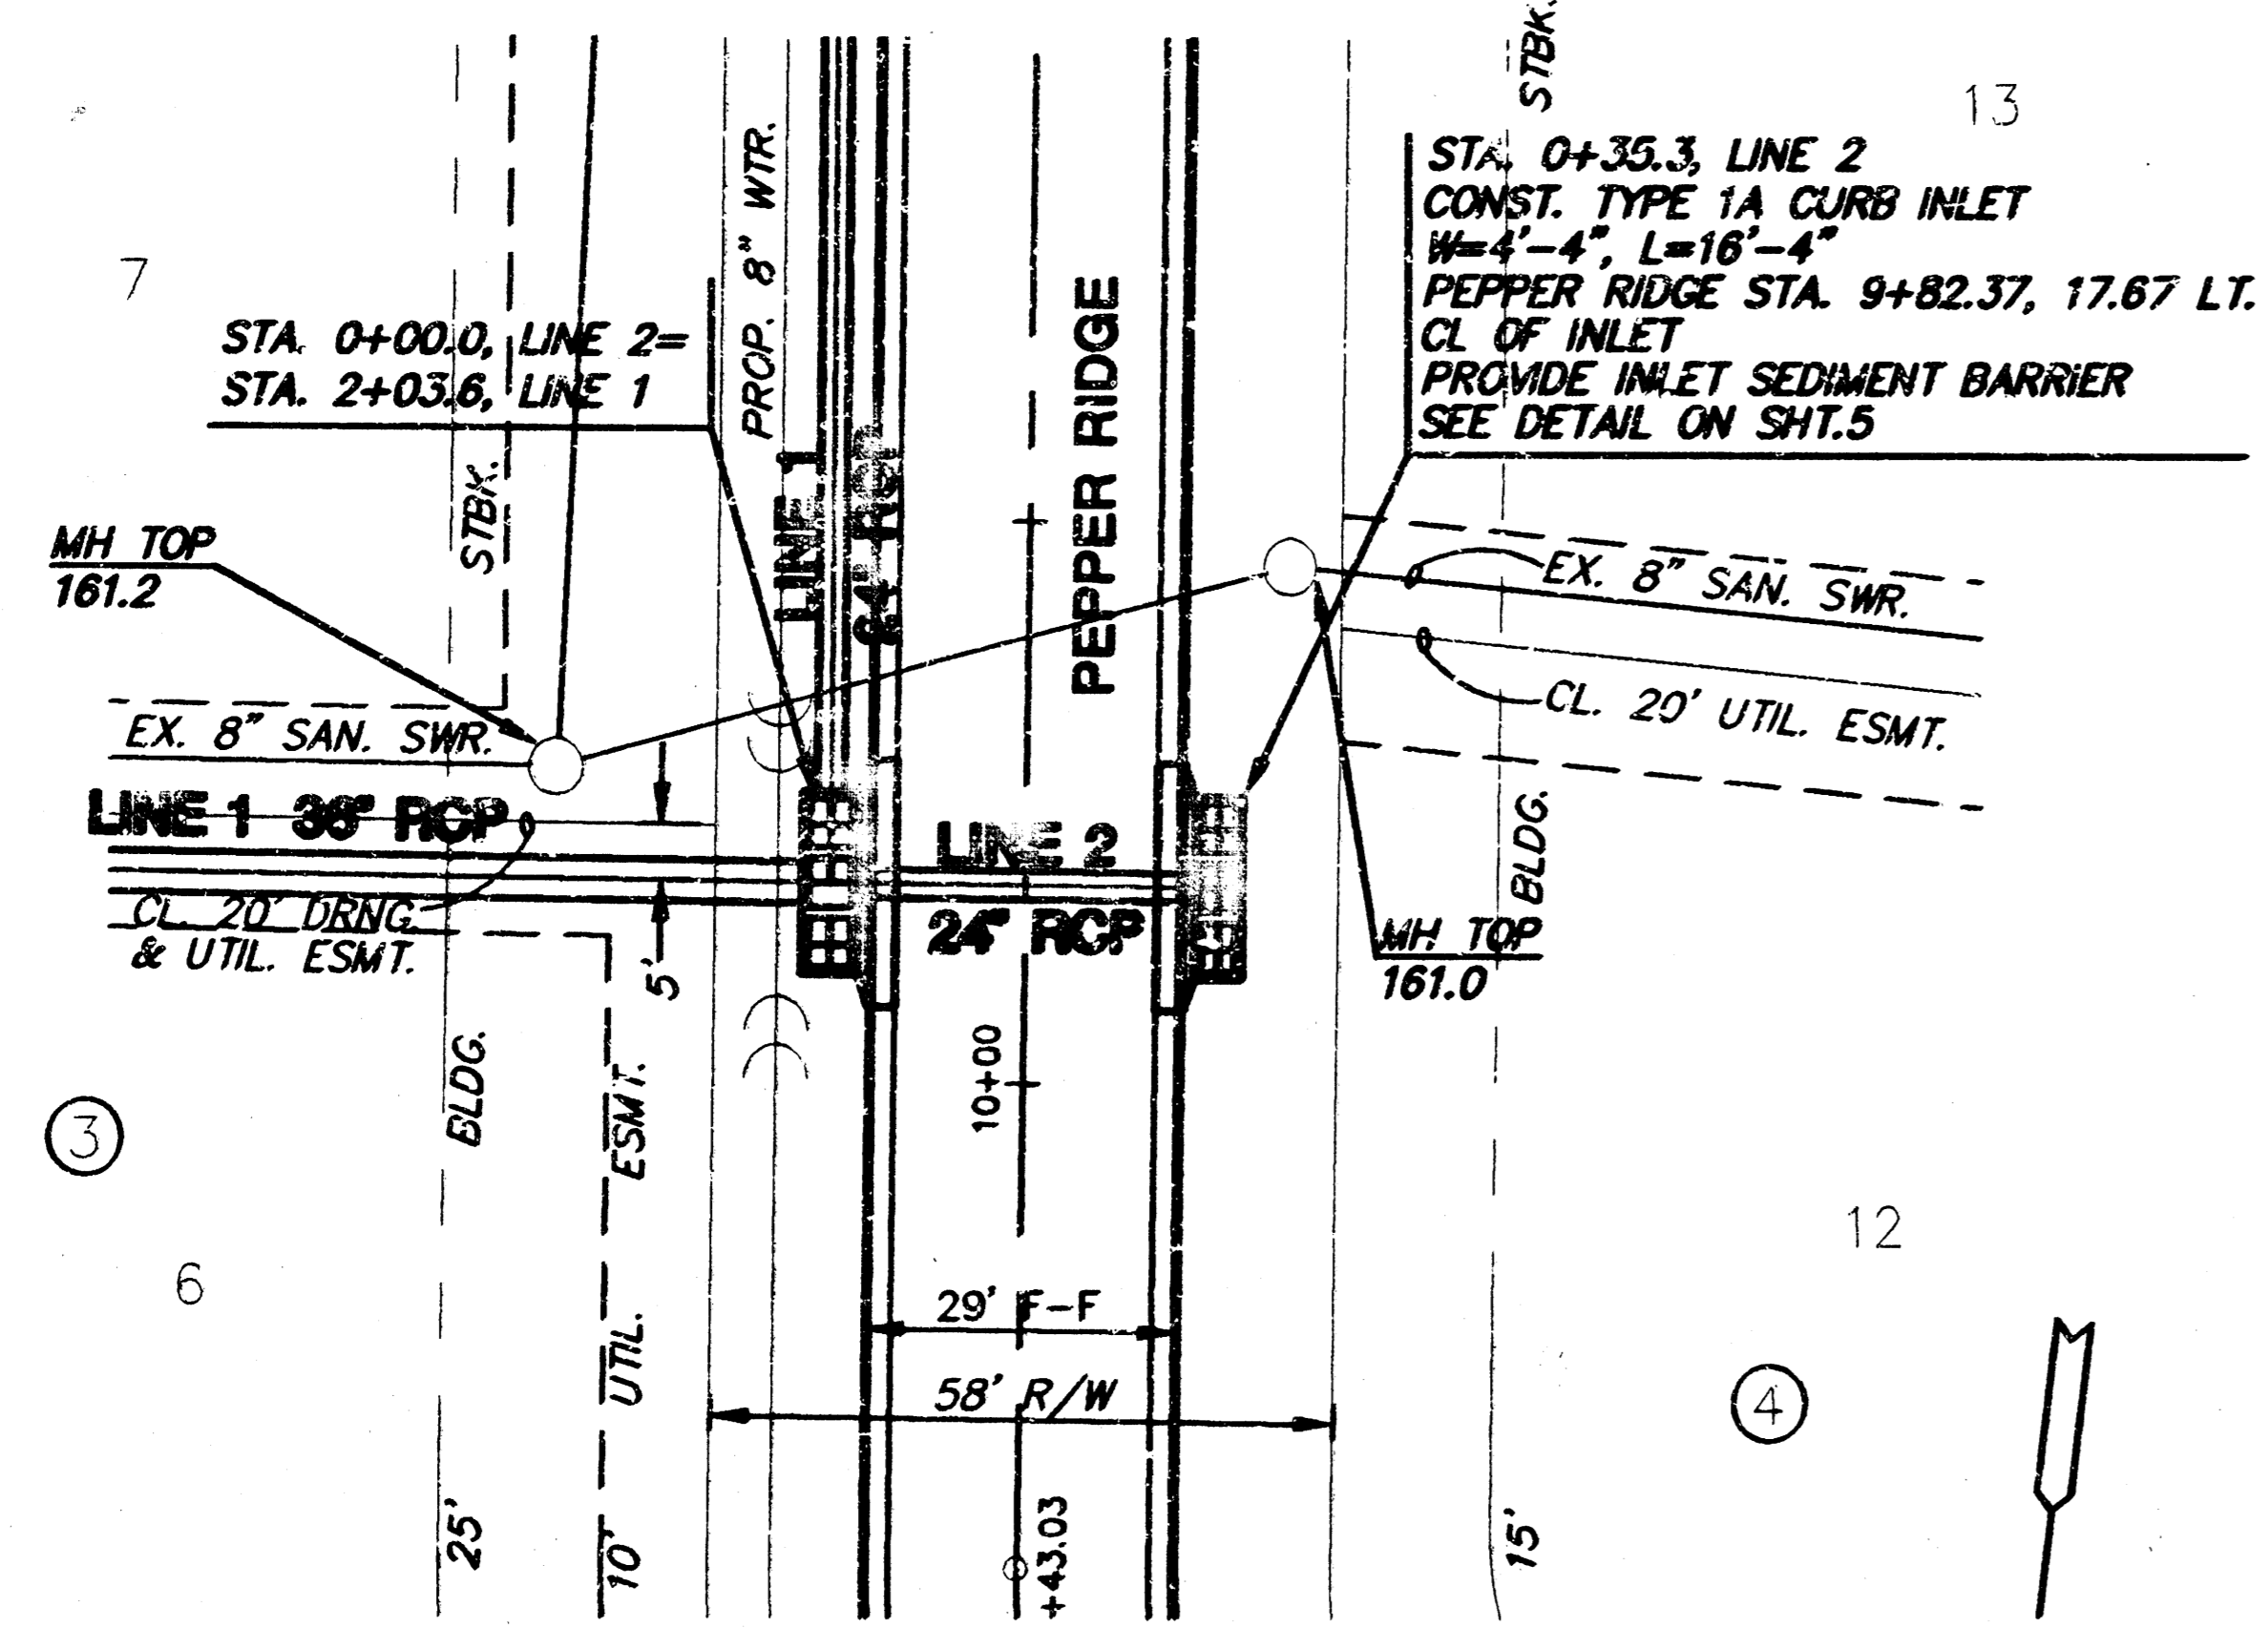 STBK.
13
STA. 0+35.3, LINE 2
CONST. TYPE 1A CURB INLET
W=4'-4", L=16'-4"
PEPPER RIDGE STA. 9+82.37, 17.67 LT.
CL OF INLET
PROVIDE INLET SEDIMENT BARRIER
SEE DETAIL ON SHT.5
7
STA. 0+00.0, LINE 2=
STA. 2+03.6, LINE 1
PROP. 8" WTR.
PEPPER RIDGE
LINE 1
24" RCP
STBK.
MH TOP
161.2
EX. 8" SAN. SWR.
EX. 8" SAN. SWR.
CL. 20' UTIL. ESMT.
LINE 1 36" RCP
CL. 20' DRNG.
& UTIL. ESMT.
5'
LINE 2
24" RCP
BLDG.
MH TOP
161.0
10+00
BLDG.
UTIL. ESMT.
3
6
12
29' F-F
58' R/W
4
25'
10'
+43.03
15'